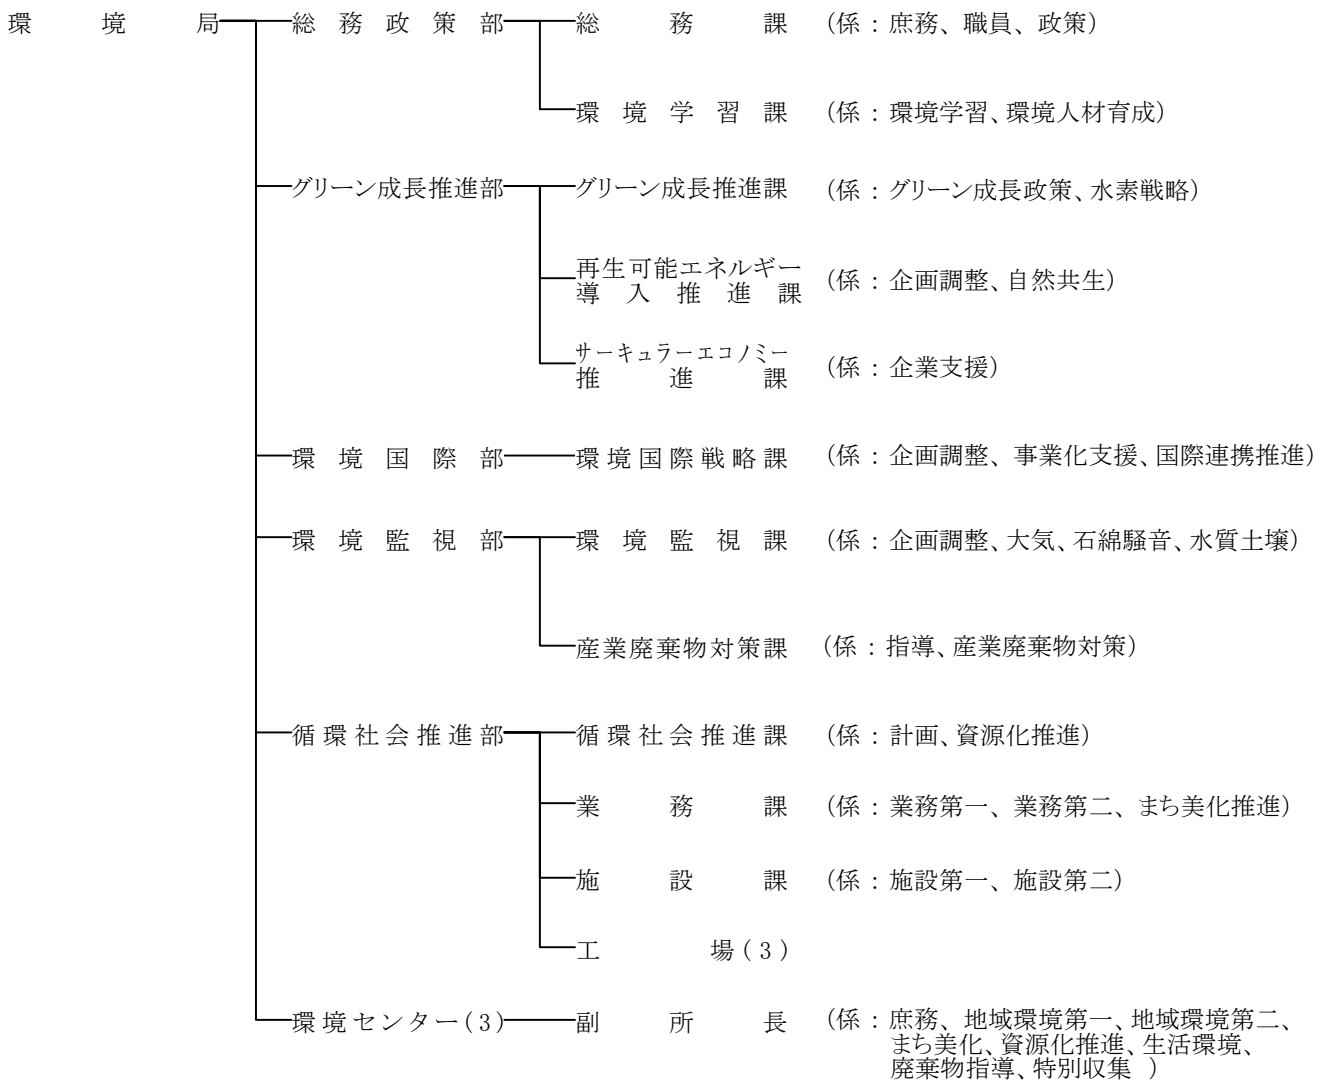 環境局 総務政策部 総務課 (係:庶務、職員、政策)
環境学習課 (係:環境学習、環境人材育成)
グリーン成長推進部 グリーン成長推進課 (係:グリーン成長政策、水素戦略)
再生可能エネルギー
導入推進課 (係:企画調整、自然共生)
サーキュラーエコノミー
推進課 (係:企業支援)
環境国際部 環境国際戦略課 (係:企画調整、事業化支援、国際連携推進)
環境監視部 環境監視課 (係:企画調整、大気、石綿騒音、水質土壌)
産業廃棄物対策課 (係:指導、産業廃棄物対策)
循環社会推進部 循環社会推進課 (係:計画、資源化推進)
業務課 (係:業務第一、業務第二、まち美化推進)
施設課 (係:施設第一、施設第二)
工場(3)
環境センター(3) 副所長 (係:庶務、地域環境第一、地域環境第二、
まち美化、資源化推進、生活環境、
廃棄物指導、特別収集 )